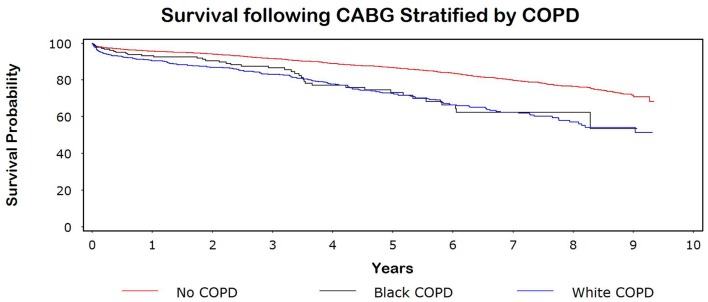 Survival following CABG Stratified by COPD
Survival Probability
100
80
60
40
20
0
0 1 2 3 4 5 6 7 8 9 10
Years
No COPD Black COPD White COPD